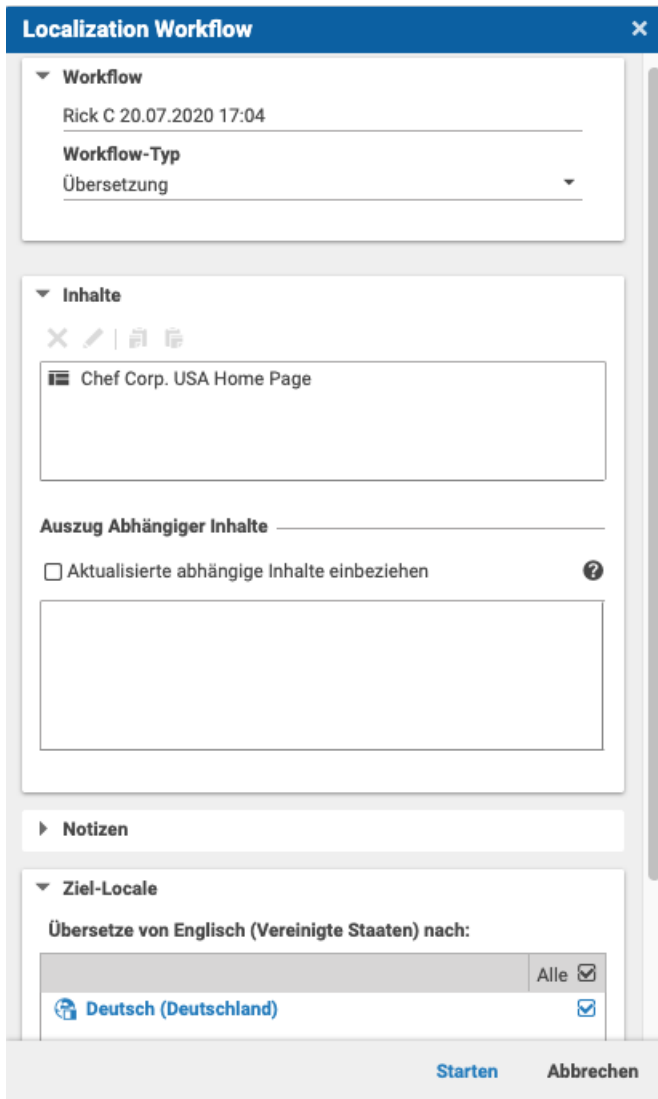 Localization Workflow
Workflow
Rick C 20.07.2020 17:04
Workflow-Typ
Übersetzung
Inhalte
Chef Corp. USA Home Page
Auszug Abhängiger Inhalte
Aktualisierte abhängige Inhalte einbeziehen
Notizen
Ziel-Locale
Übersetze von Englisch (Vereinigte Staaten) nach:
Alle
Deutsch (Deutschland)
Starten Abbrechen